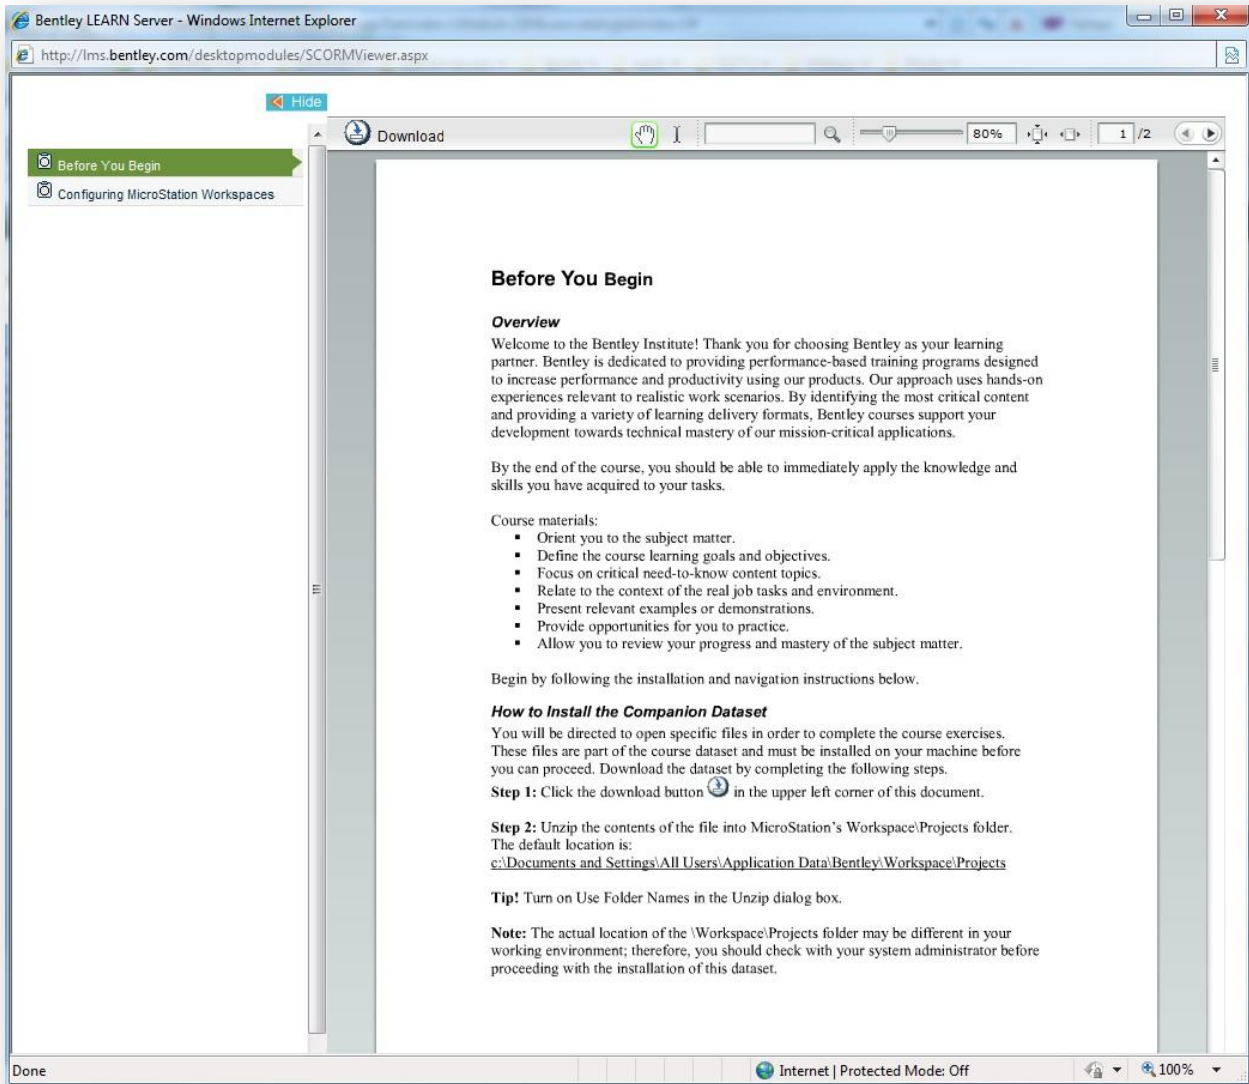 Bentley LEARN Server - Windows Internet Explorer
http://lms.bentley.com/desktopmodules/SCORMViewer.aspx
Hide
Download
80%
1 /2
Before You Begin
Configuring MicroStation Workspaces
Before You Begin
Overview
Welcome to the Bentley Institute! Thank you for choosing Bentley as your learning
partner. Bentley is dedicated to providing performance-based training programs designed
to increase performance and productivity using our products. Our approach uses hands-on
experiences relevant to realistic work scenarios. By identifying the most critical content
and providing a variety of learning delivery formats, Bentley courses support your
development towards technical mastery of our mission-critical applications.
By the end of the course, you should be able to immediately apply the knowledge and
skills you have acquired to your tasks.
Course materials:
▪ Orient you to the subject matter.
▪ Define the course learning goals and objectives.
▪ Focus on critical need-to-know content topics.
▪ Relate to the context of the real job tasks and environment.
▪ Present relevant examples or demonstrations.
▪ Provide opportunities for you to practice.
▪ Allow you to review your progress and mastery of the subject matter.
Begin by following the installation and navigation instructions below.
How to Install the Companion Dataset
You will be directed to open specific files in order to complete the course exercises.
These files are part of the course dataset and must be installed on your machine before
you can proceed. Download the dataset by completing the following steps.
Step 1: Click the download button in the upper left corner of this document.
Step 2: Unzip the contents of the file into MicroStation's Workspace\Projects folder.
The default location is:
c:\Documents and Settings\All Users\Application Data\Bentley\Workspace\Projects
Tip! Turn on Use Folder Names in the Unzip dialog box.
Note: The actual location of the \Workspace\Projects folder may be different in your
working environment; therefore, you should check with your system administrator before
proceeding with the installation of this dataset.
Done
Internet | Protected Mode: Off
100%